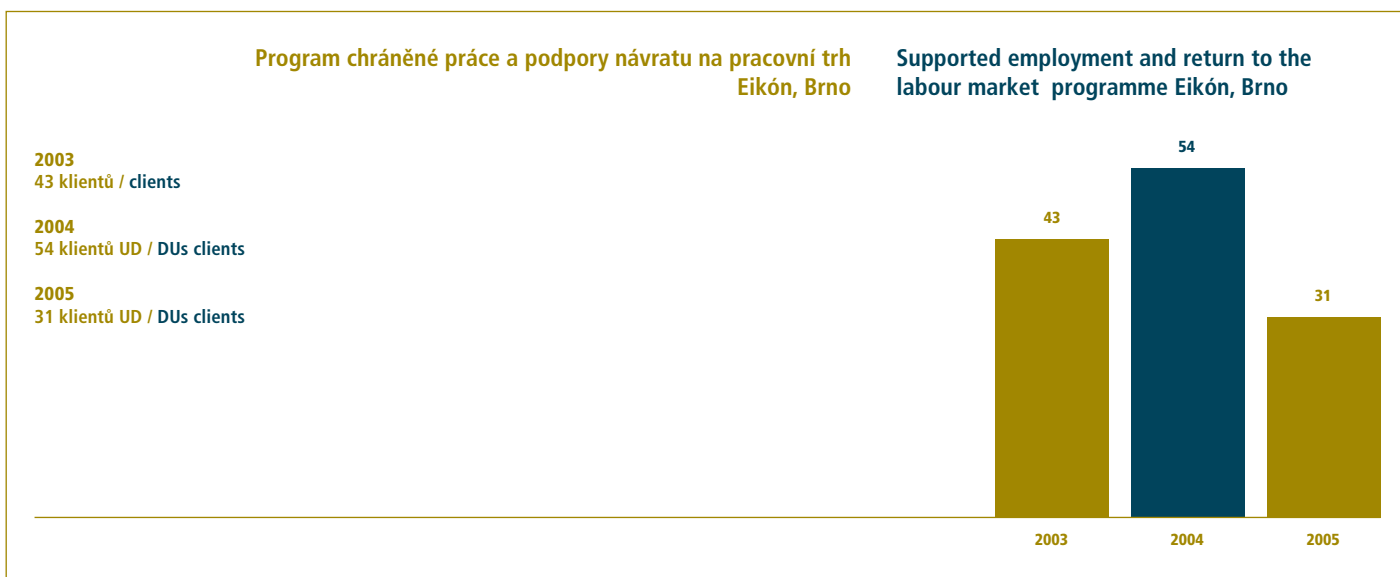 Program chráněné práce a podpory návratu na pracovní trh
Eikón, Brno
Supported employment and return to the
labour market programme Eikón, Brno
2003
43 klientů / clients
2004
54 klientů UD / DUs clients
2005
31 klientů UD / DUs clients
43
54
31
2003
2004
2005